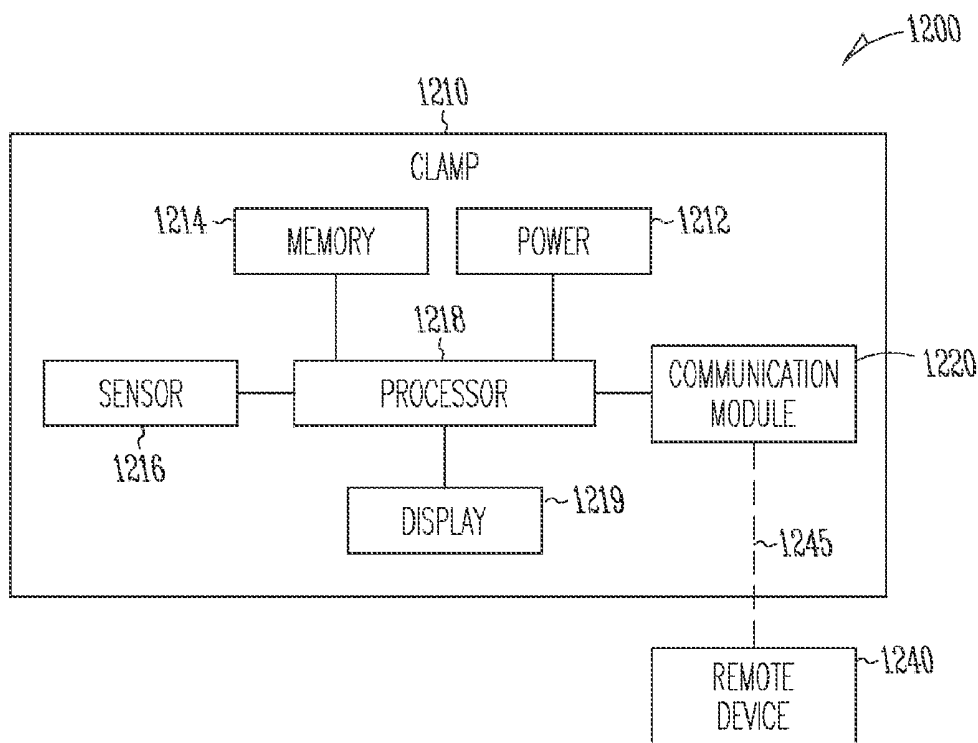 1200
1210
CLAMP
1214
MEMORY
POWER
1212
1218
SENSOR
PROCESSOR
COMMUNICATION
MODULE
1220
1216
DISPLAY
1219
1245
REMOTE
DEVICE
1240